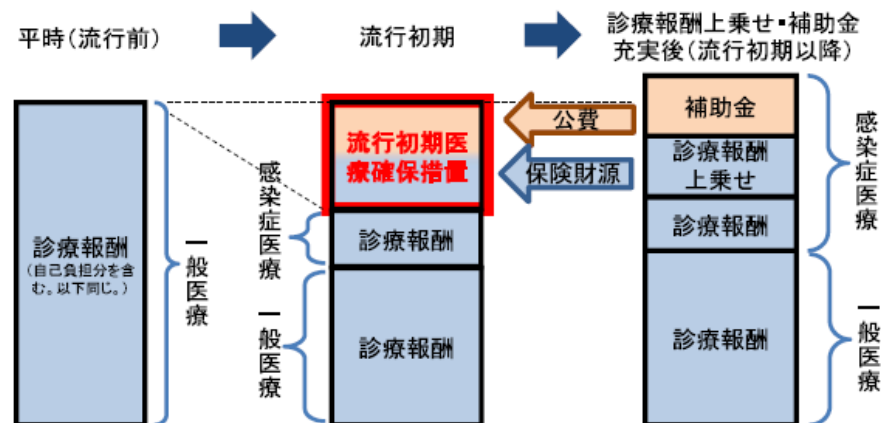 平時(流行前)
流行初期
診療報酬上乗せ・補助金
充実後(流行初期以降)
診療報酬
(自己負担分を含
む。以下同じ。)
一般医療
流行初期医
療確保措置
診療報酬
診療報酬
感染症医療
一般医療
公費
保険財源
補助金
診療報酬
上乗せ
診療報酬
診療報酬
感染症医療
一般医療